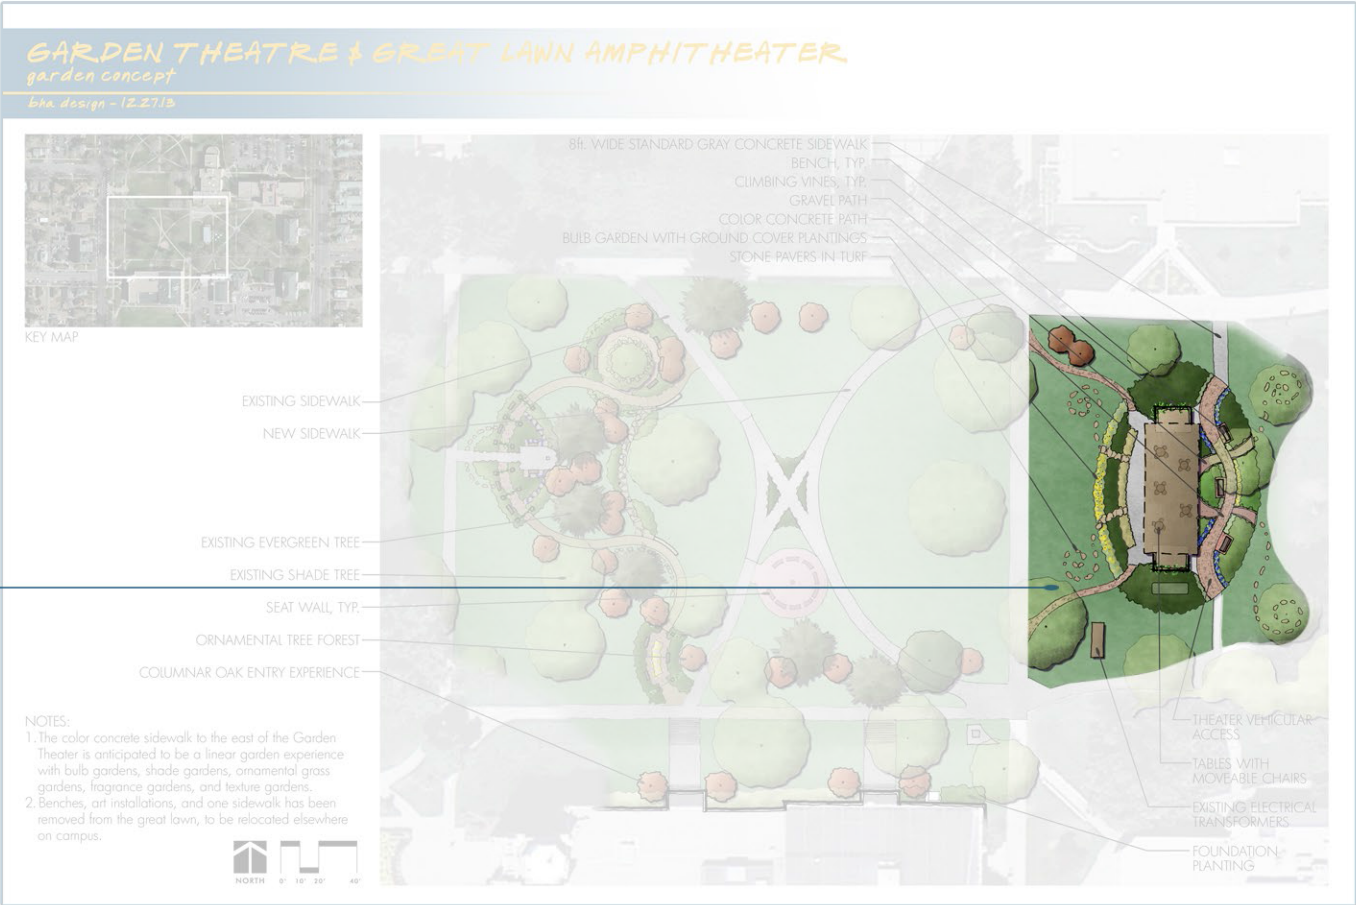 GARDEN THEATRE & GREAT LAWN AMPHITHEATER
garden concept
bha design - 12.27.13
8ft. WIDE STANDARD GRAY CONCRETE SIDEWALK
BENCH, TYP.
CLIMBING VINES, TYP.
GRAVEL PATH
COLOR CONCRETE PATH
BULB GARDEN WITH GROUND COVER PLANTINGS
STONE PAVERS IN TURF
KEY MAP
EXISTING SIDEWALK
NEW SIDEWALK
EXISTING EVERGREEN TREE
EXISTING SHADE TREE
SEAT WALL, TYP.
ORNAMENTAL TREE FOREST
COLUMNAR OAK ENTRY EXPERIENCE
NOTES:
1. The color concrete sidewalk to the east of the Garden
Theater is anticipated to be a linear garden experience
with bulb gardens, shade gardens, ornamental grass
gardens, fragrance gardens, and texture gardens.
2. Benches, art installations, and one sidewalk has been
removed from the great lawn, to be relocated elsewhere
on campus.
NORTH
0' 10' 20' 40'
THEATER VEHICULAR
ACCESS
TABLES WITH
MOVEABLE CHAIRS
EXISTING ELECTRICAL
TRANSFORMERS
FOUNDATION
PLANTING